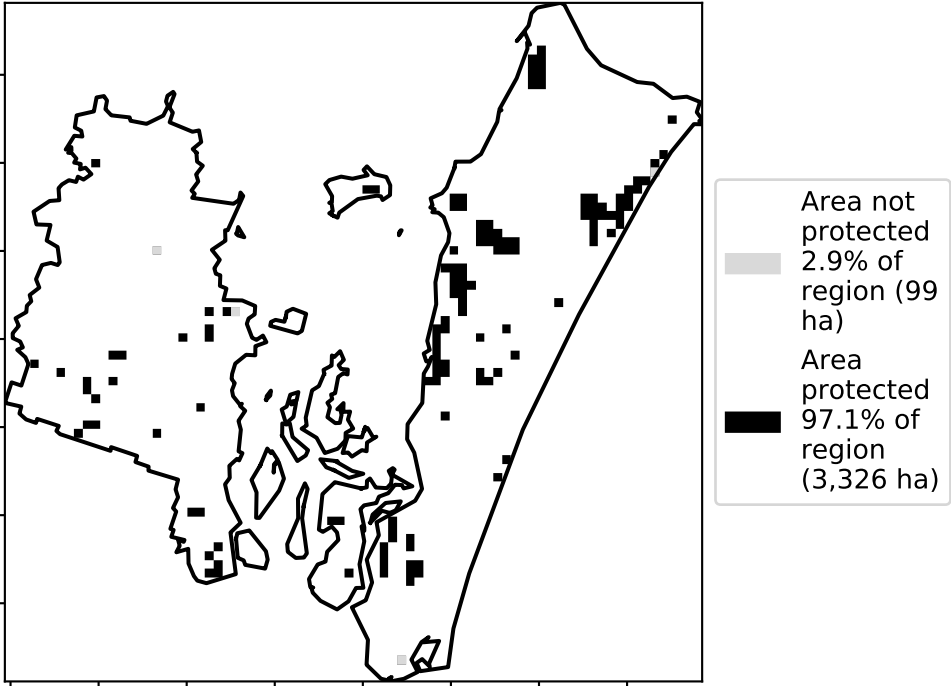 Area not
protected
2.9% of
region (99
ha)
Area
protected
97.1% of
region
(3,326 ha)